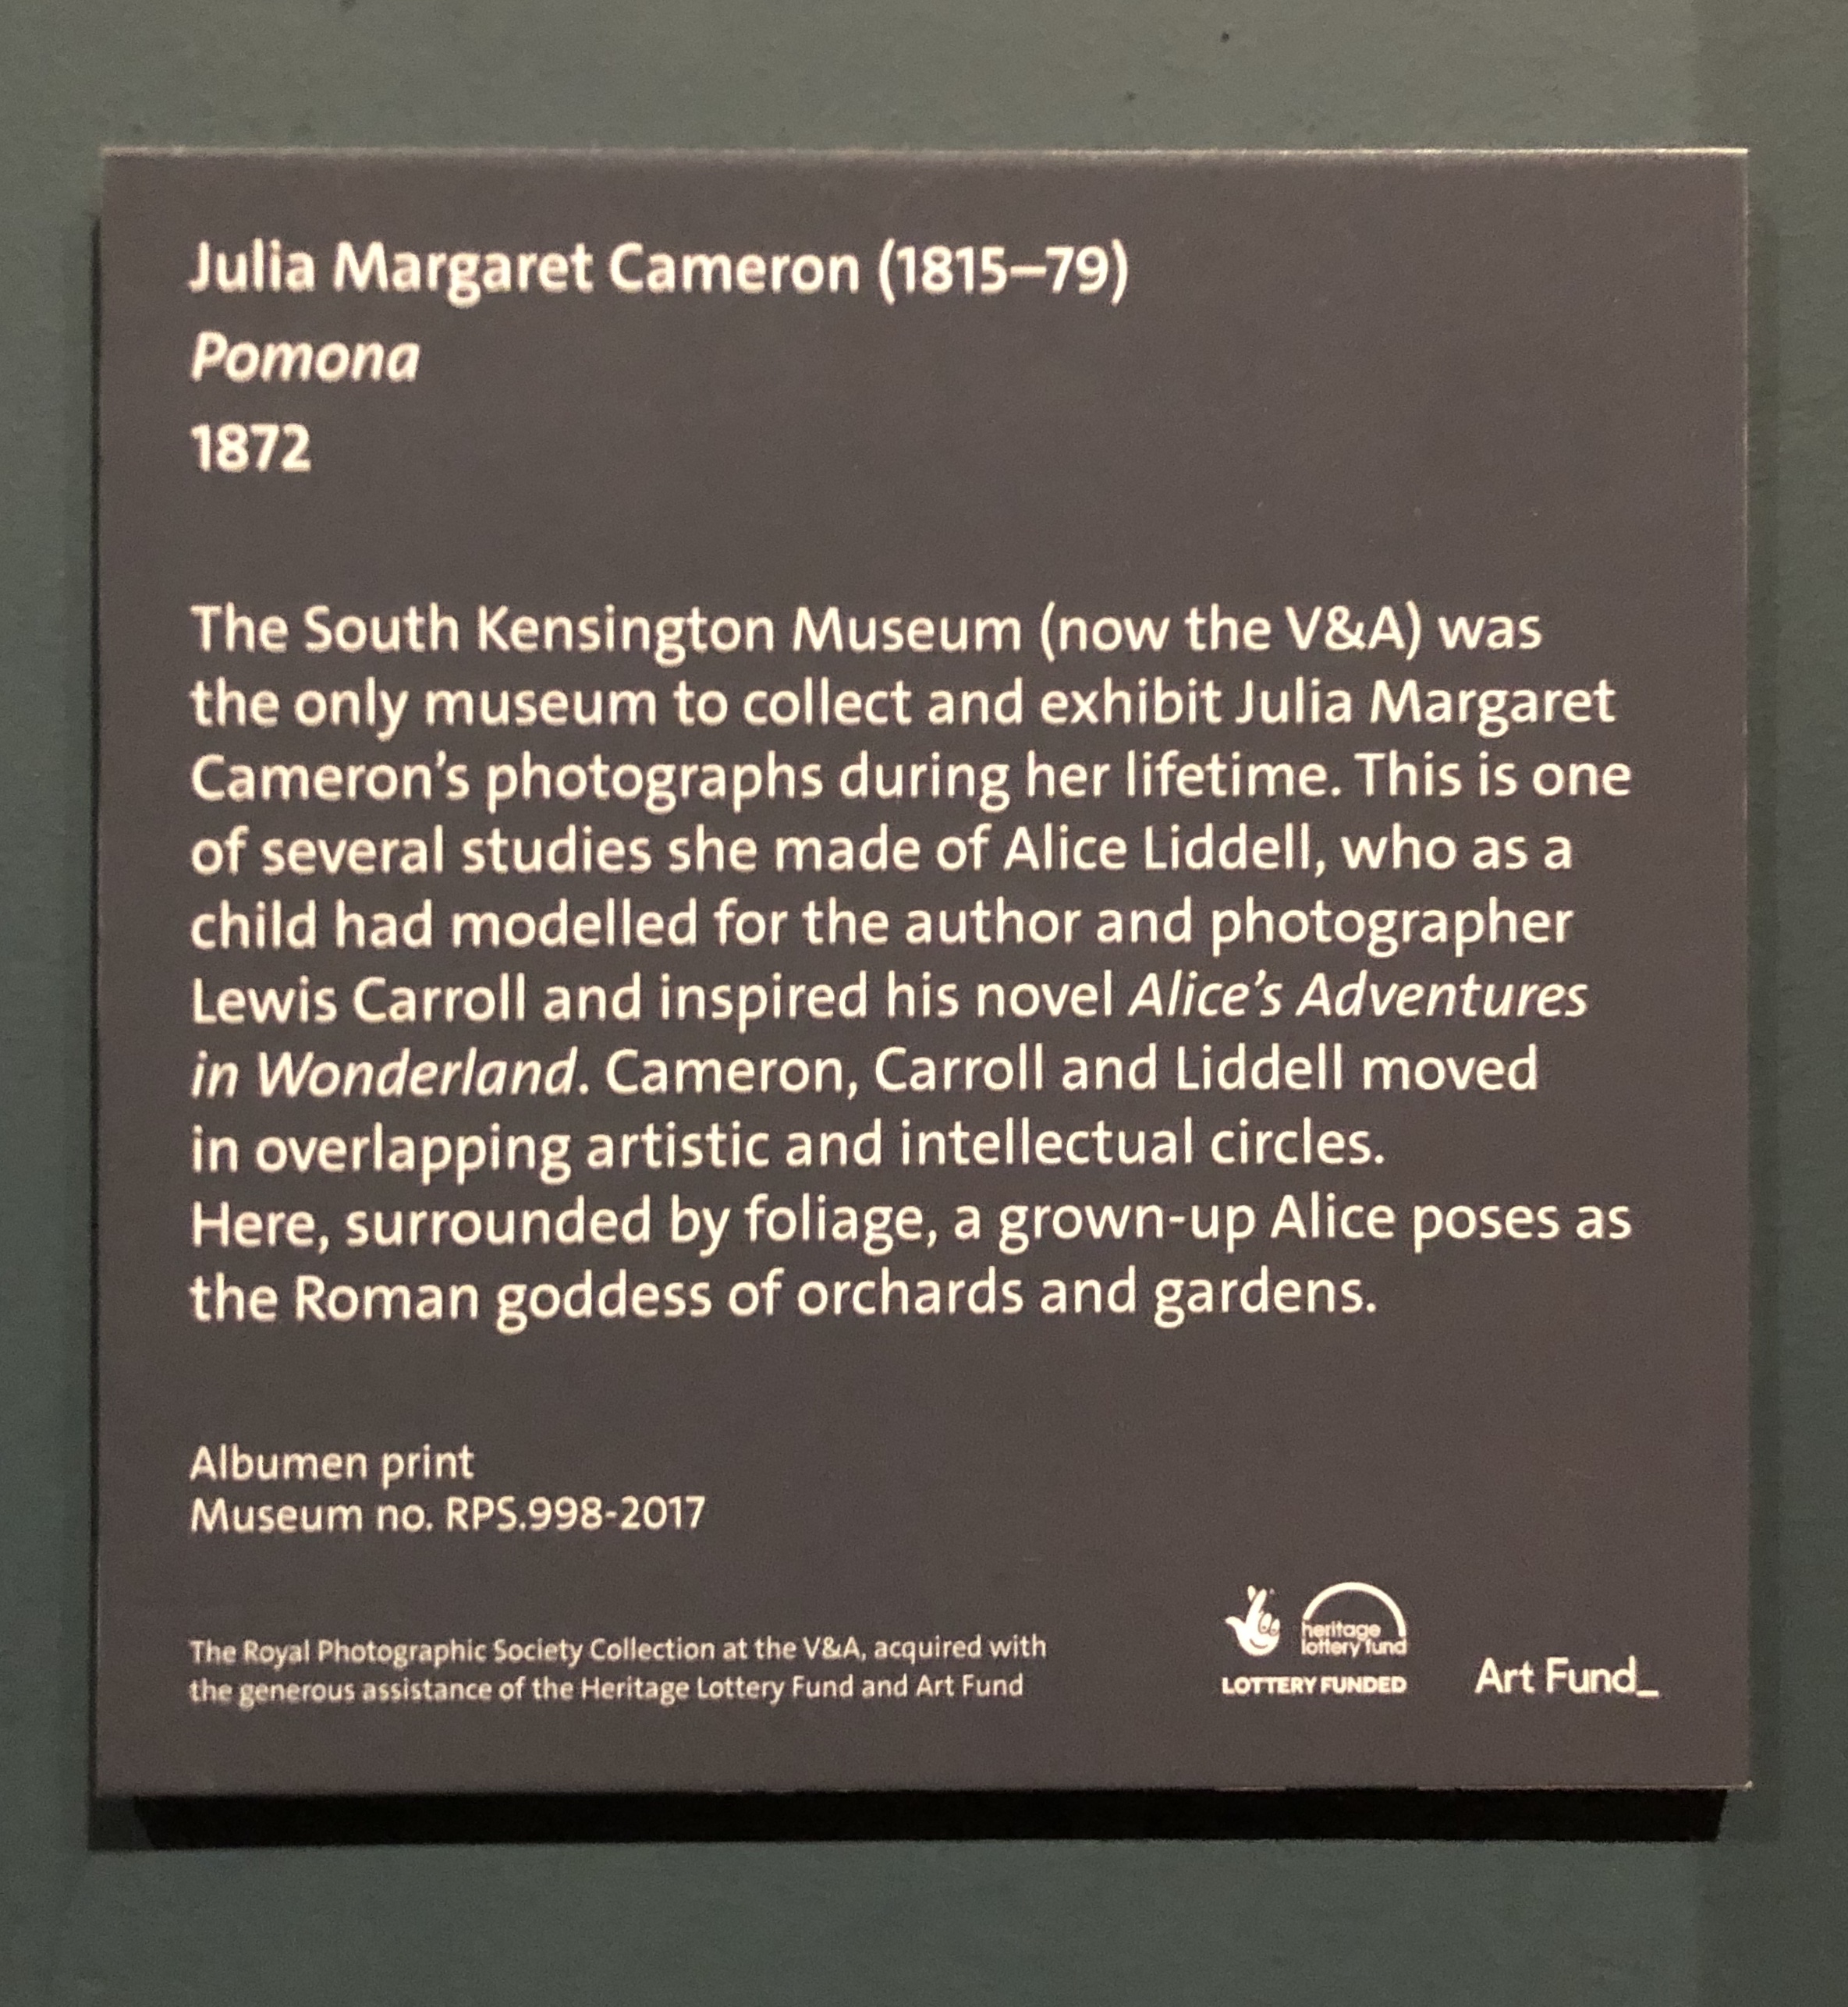 Julia Margaret Cameron (1815–79)
Pomona
1872
The South Kensington Museum (now the V&A) was
the only museum to collect and exhibit Julia Margaret
Cameron’s photographs during her lifetime. This is one
of several studies she made of Alice Liddell, who as a
child had modelled for the author and photographer
Lewis Carroll and inspired his novel Alice’s Adventures
in Wonderland. Cameron, Carroll and Liddell moved
in overlapping artistic and intellectual circles.
Here, surrounded by foliage, a grown-up Alice poses as
the Roman goddess of orchards and gardens.
Albumen print
Museum no. RPS.998-2017
The Royal Photographic Society Collection at the V&A, acquired with
the generous assistance of the Heritage Lottery Fund and Art Fund
heritage
lottery fund
LOTTERY FUNDED
Art Fund_